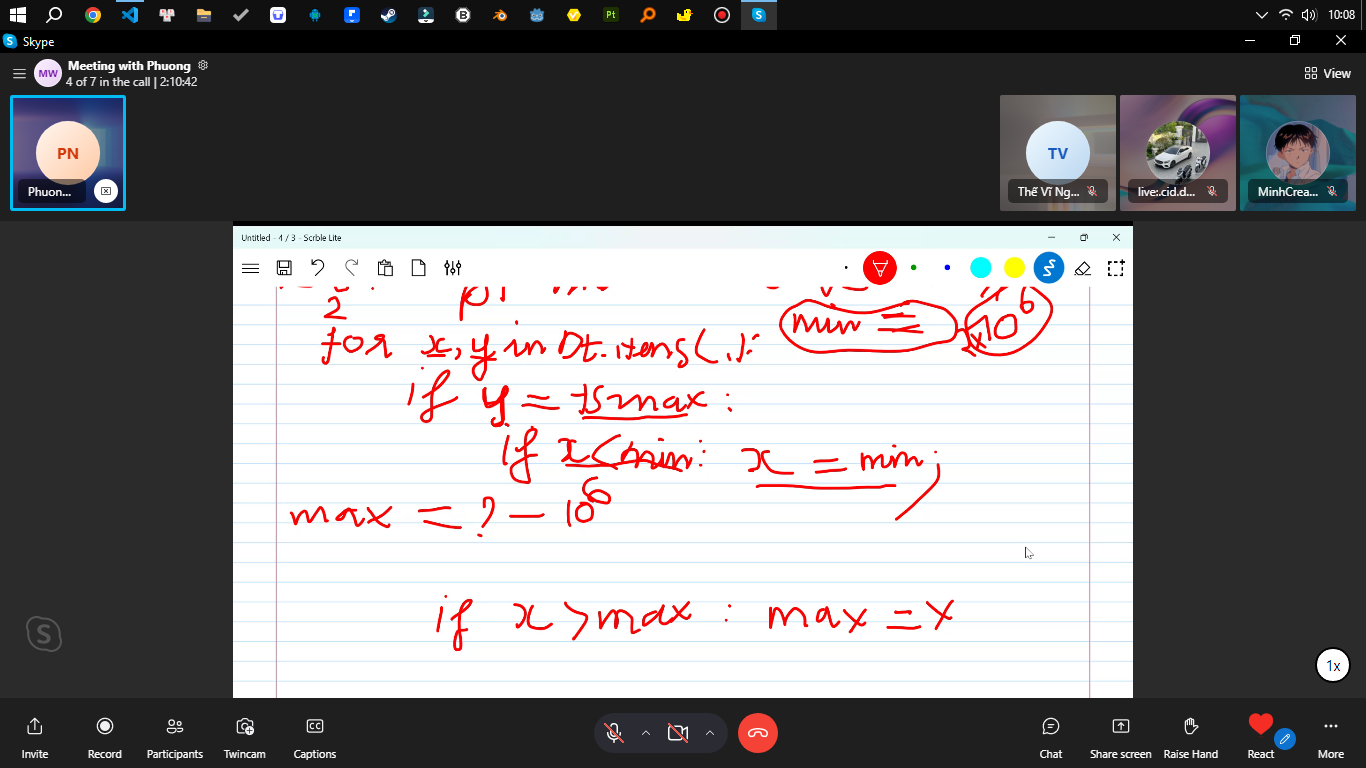 10:08
Skype
MW
Meeting with Phuong
4 of 7 in the call | 2:10:42
View
PN
Phuon...
TV
Thế Vĩ Ng...
live:.cid.d...
MinhCrea...
Untitled - 4 / 3 - Scrble Lite
2
min =
10^6
for x, y in Dt.items( ):
if y = tsmax :
if x < min: x = min;
max = ? - 10^6
if x > max : max = x
1x
Invite
Record
Participants
Twincam
Captions
Chat
Share screen
Raise Hand
React
More